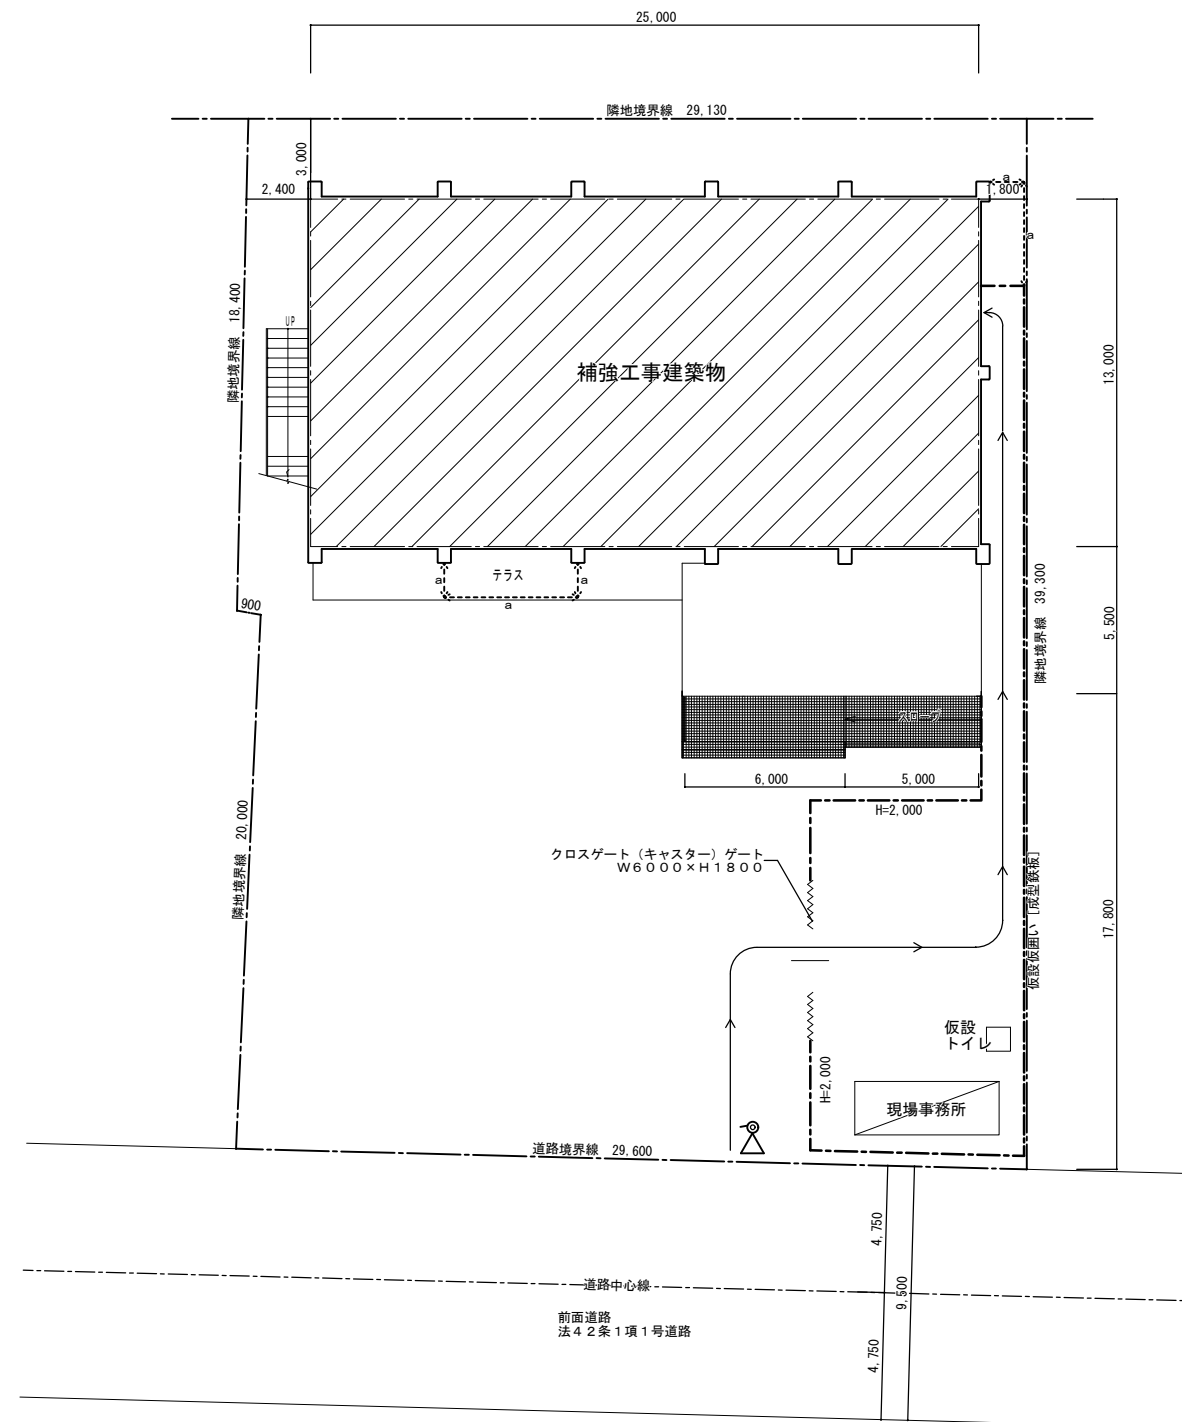 25,000
隣地境界線 29,130
3,000
2,400
a
1,800
a
隣地境界線 18,400
UP
補強工事建築物
13,000
a
テラス
a
a
900
隣地境界線 39,300
5,500
スロープ
6,000
5,000
H=2,000
クロスゲート（キャスター）ゲート
W6000×H1800
隣地境界線 20,000
仮設仮囲い［成型鉄板］
17,800
仮設
トイレ
H=2,000
現場事務所
道路境界線 29,600
4,750
9,500
道路中心線
前面道路
法42条1項1号道路
4,750